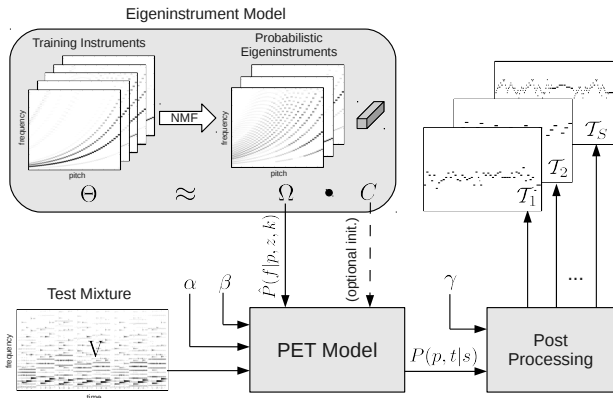 Eigeninstrument Model
Training Instruments
Probabilistic
Eigeninstruments
frequency
NMF
frequency
pitch
pitch
Θ ≈ Ω • C
P̂(f|p, z, k)
(optional init.)
T₁
T₂
T_S
...
Test Mixture
α
β
γ
frequency
V
time
PET Model
P(p, t|s)
Post
Processing